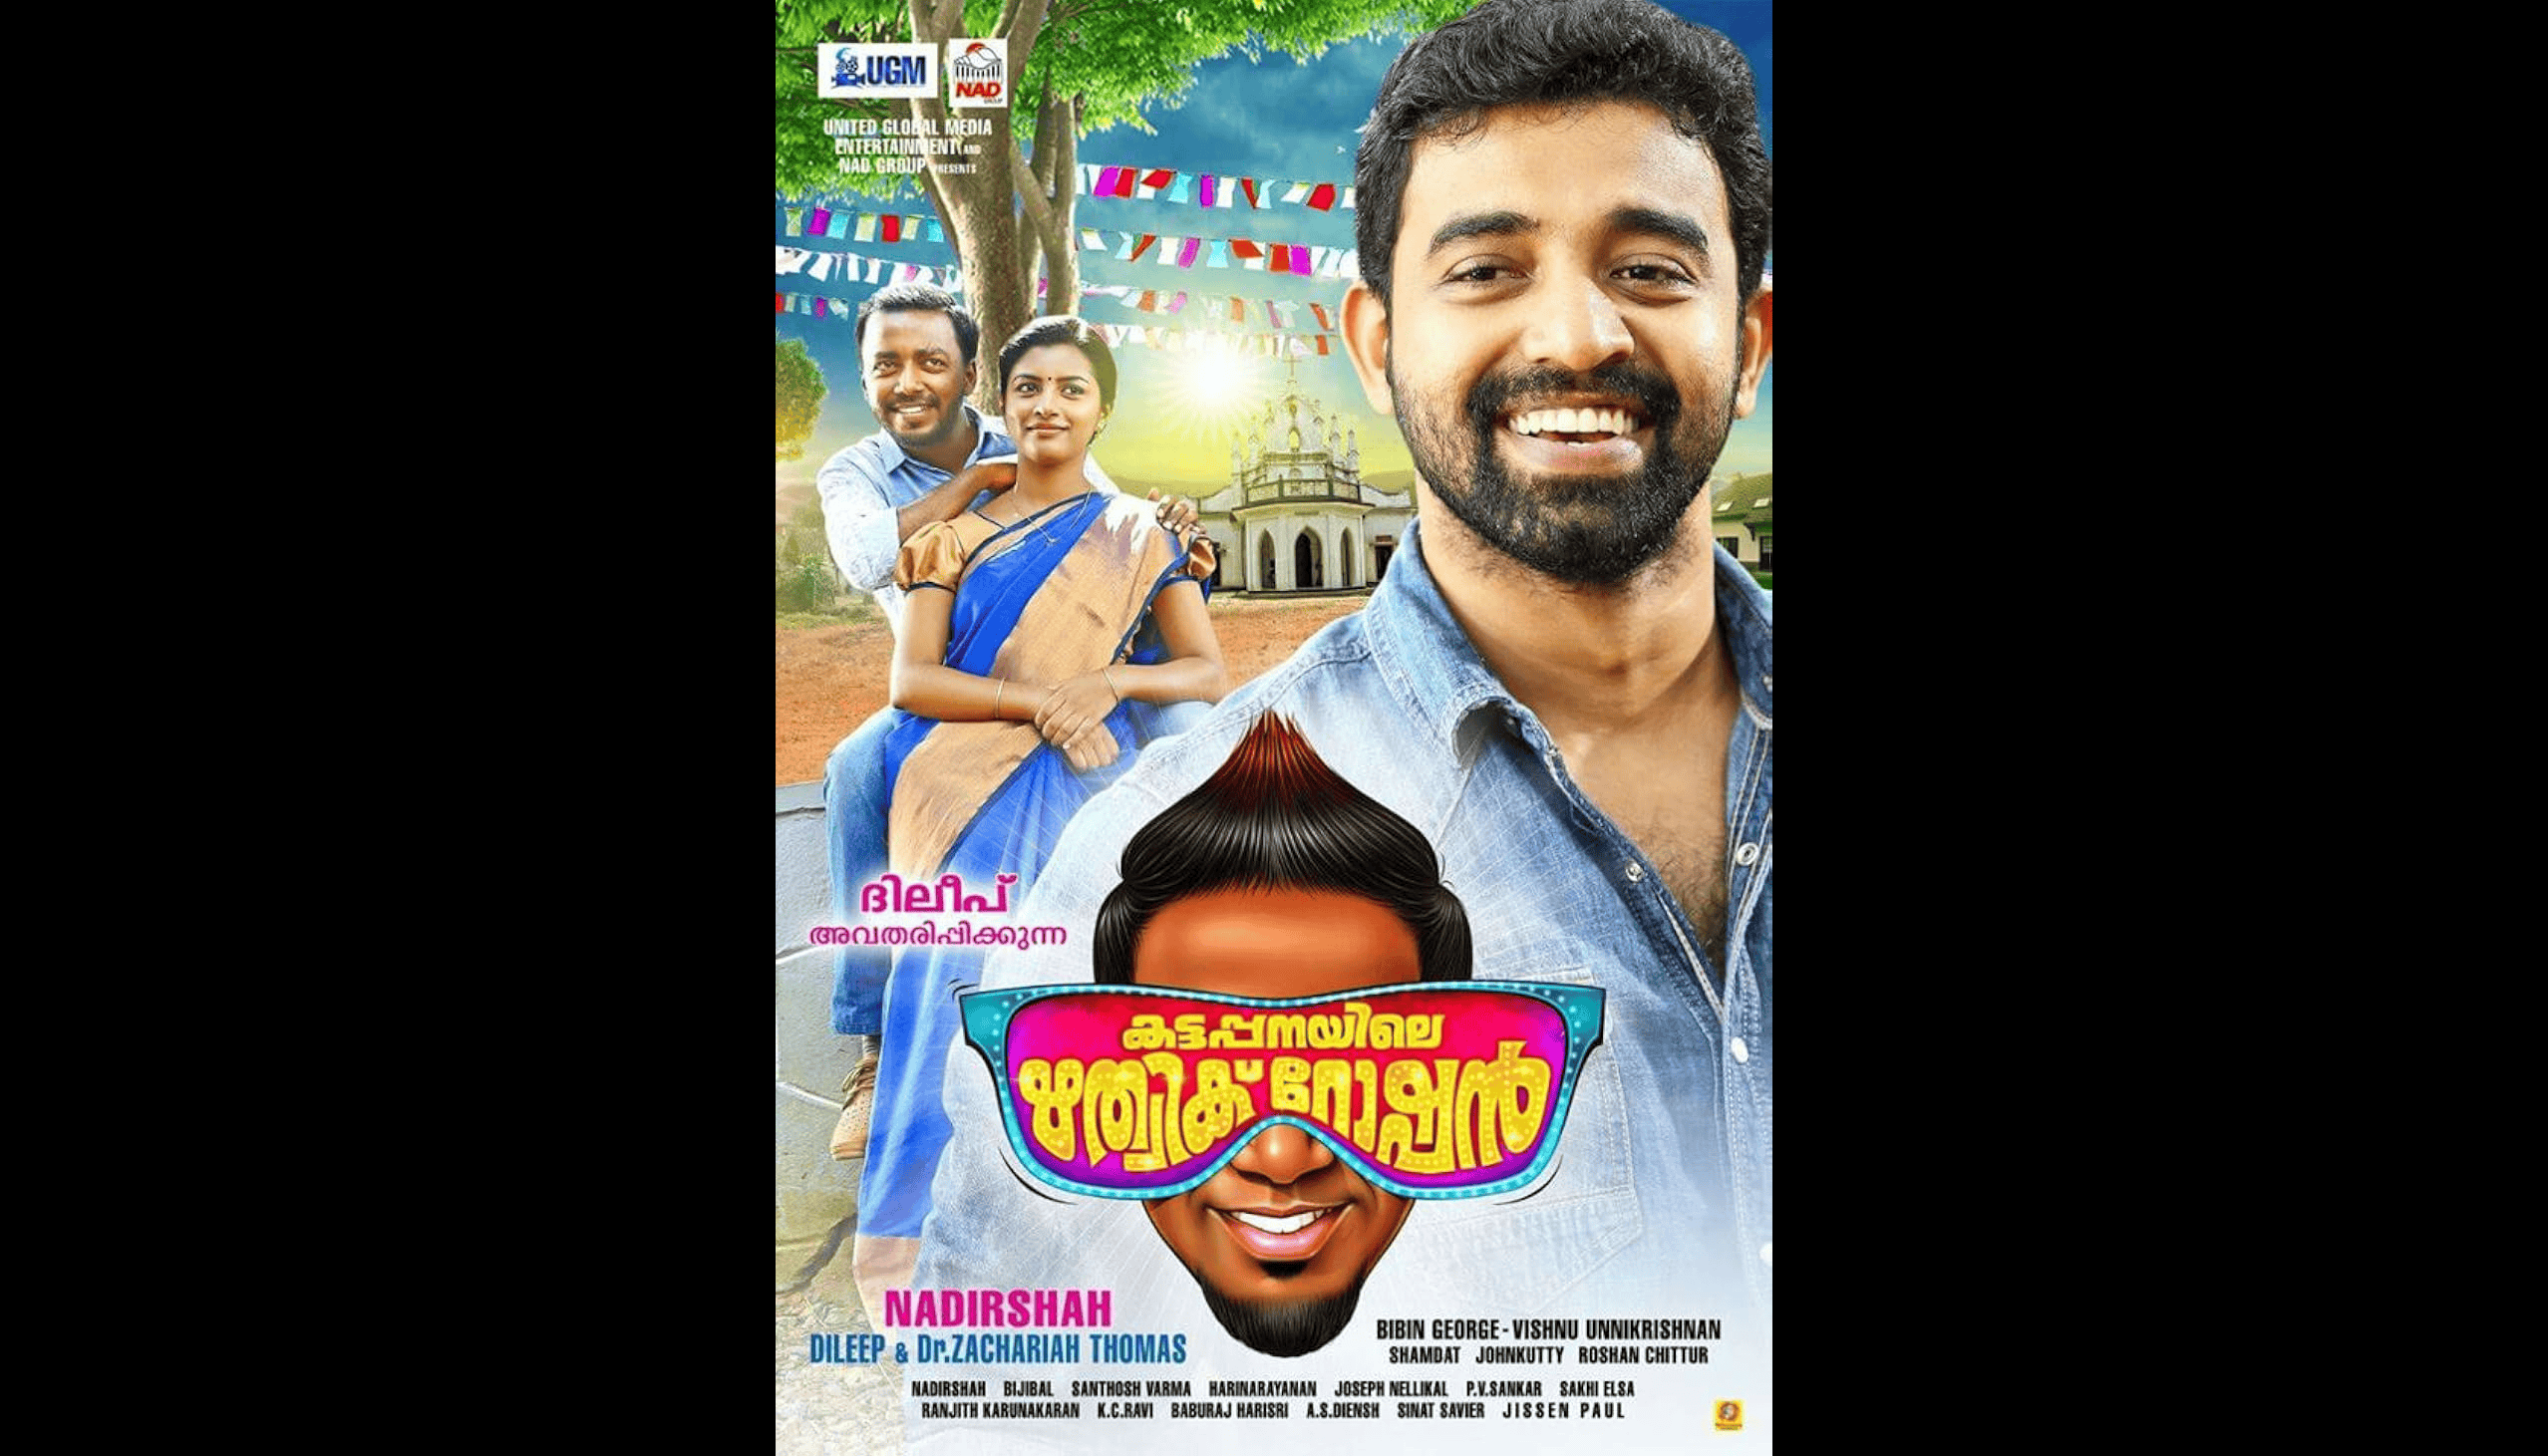 UGM
NAD
GROUP
UNITED GLOBAL MEDIA
ENTERTAINMENT AND
NAD GROUP PRESENTS
ദിലീപ്
അവതരിപ്പിക്കുന്ന
കട്ടപ്പനയിലെ
ഋത്വിക് റോഷൻ
NADIRSHAH
DILEEP & Dr.ZACHARIAH THOMAS
BIBIN GEORGE - VISHNU UNNIKRISHNAN
SHAMDAT JOHNKUTTY ROSHAN CHITTUR
NADIRSHAH BIJIBAL SANTHOSH VARMA HARINARAYANAN JOSEPH NELLIKAL P.V.SANKAR SAKHI ELSA
RANJITH KARUNAKARAN K.C.RAVI BABURAJ HARISRI A.S.DIENSH SINAT SAVIER JISSEN PAUL